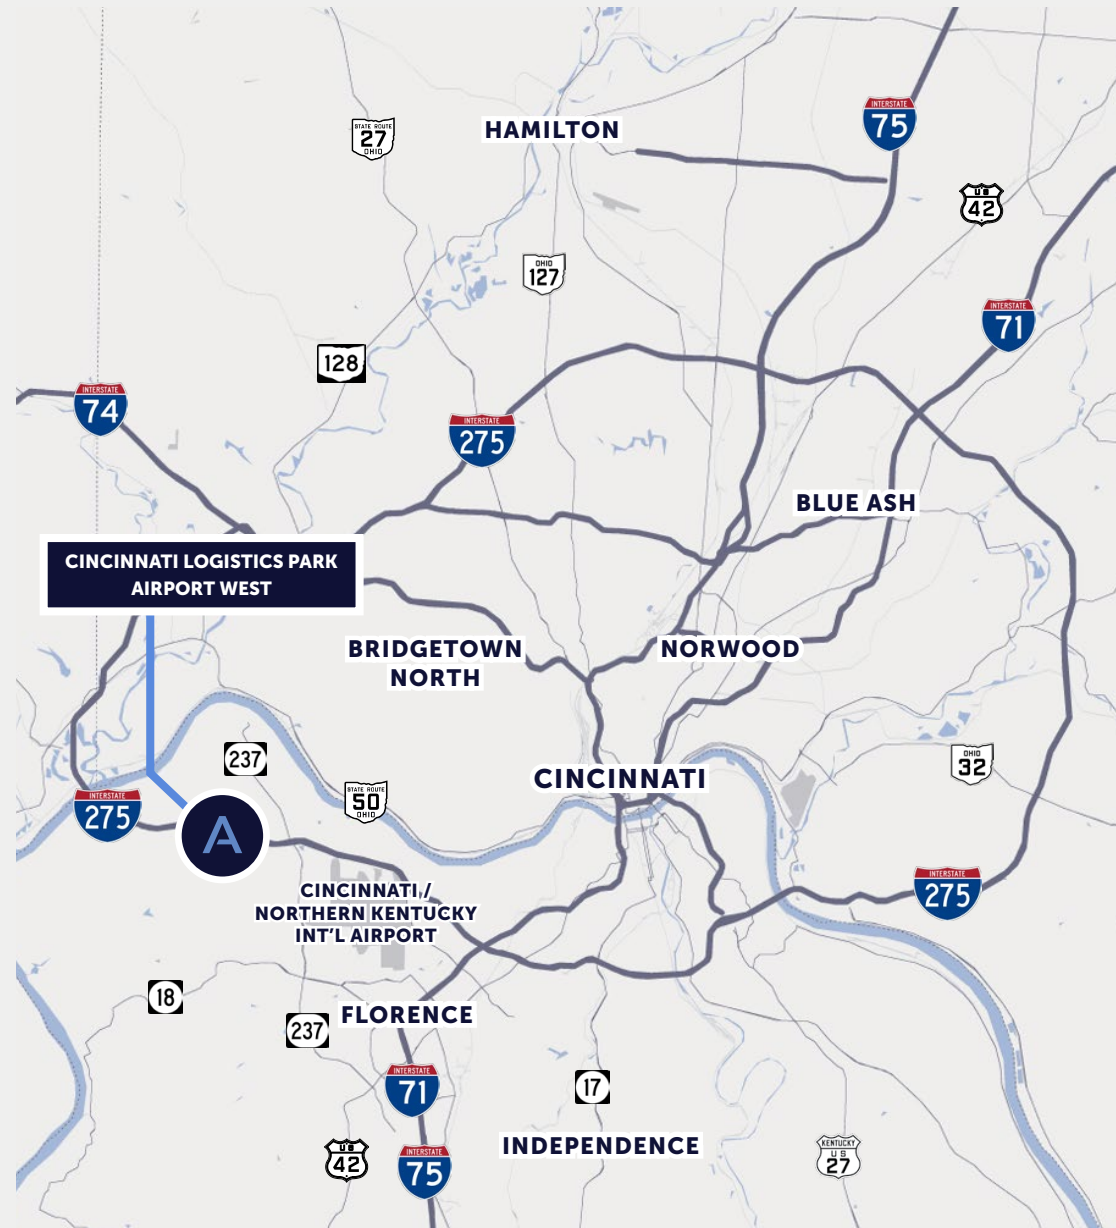 INTERSTATE
75
STATE ROUTE
27
OHIO
HAMILTON
US
42
OHIO
127
INTERSTATE
71
128
INTERSTATE
74
INTERSTATE
275
BLUE ASH
CINCINNATI LOGISTICS PARK
AIRPORT WEST
BRIDGETOWN
NORTH
NORWOOD
237
CINCINNATI
OHIO
32
STATE ROUTE
50
OHIO
INTERSTATE
275
A
CINCINNATI /
NORTHERN KENTUCKY
INT'L AIRPORT
INTERSTATE
275
18
237
FLORENCE
INTERSTATE
71
17
US
42
INTERSTATE
75
INDEPENDENCE
KENTUCKY
US
27